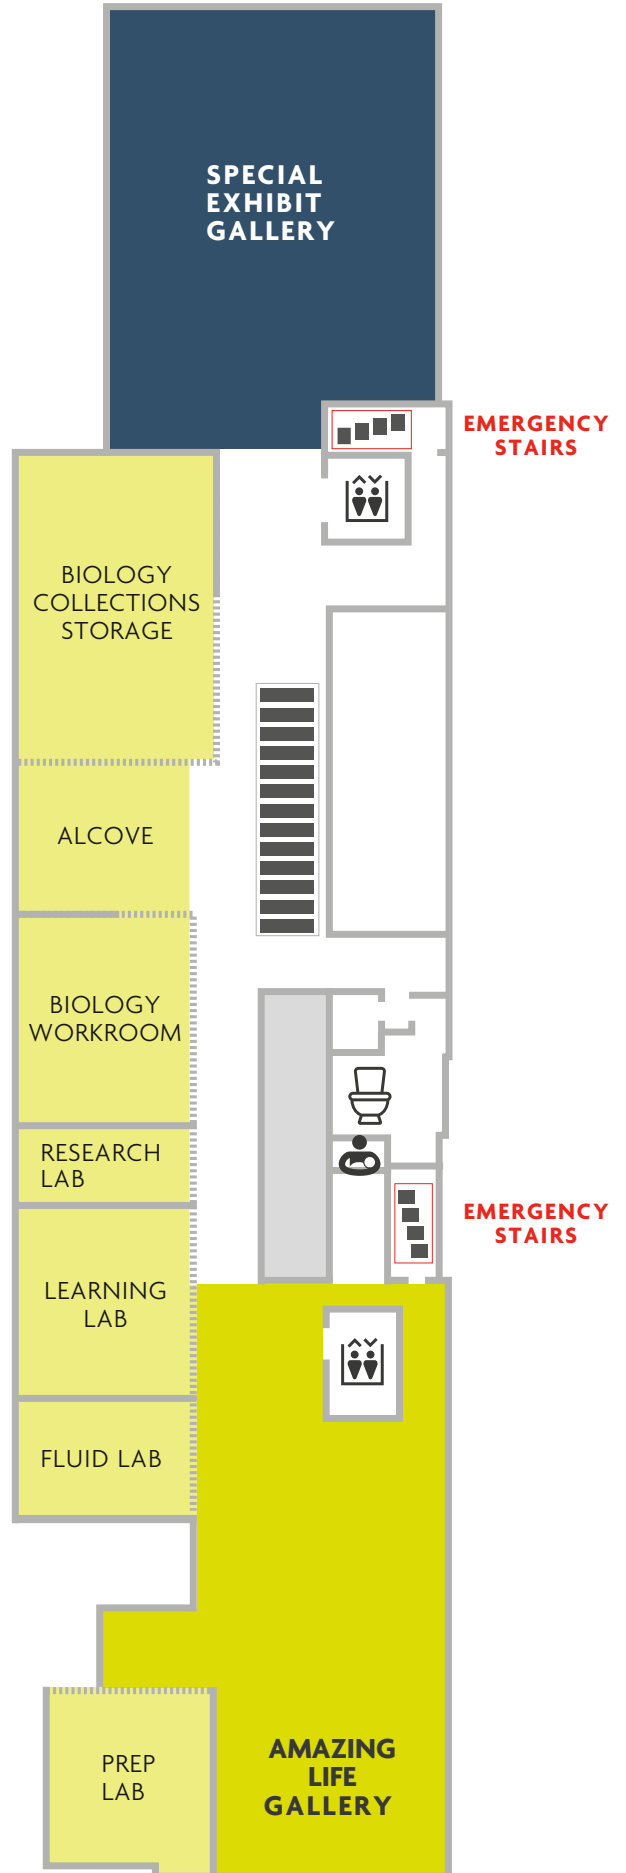 SPECIAL
EXHIBIT
GALLERY
EMERGENCY
STAIRS
BIOLOGY
COLLECTIONS
STORAGE
ALCOVE
BIOLOGY
WORKROOM
RESEARCH
LAB
EMERGENCY
STAIRS
LEARNING
LAB
FLUID LAB
AMAZING
LIFE
GALLERY
PREP
LAB